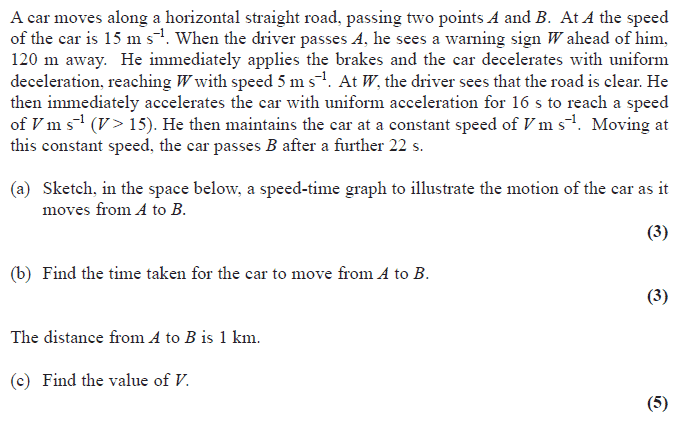 A car moves along a horizontal straight road, passing two points A and B. At A the speed
of the car is 15 m s⁻¹. When the driver passes A, he sees a warning sign W ahead of him,
120 m away. He immediately applies the brakes and the car decelerates with uniform
deceleration, reaching W with speed 5 m s⁻¹. At W, the driver sees that the road is clear. He
then immediately accelerates the car with uniform acceleration for 16 s to reach a speed
of V m s⁻¹ (V > 15). He then maintains the car at a constant speed of V m s⁻¹. Moving at
this constant speed, the car passes B after a further 22 s.
(a) Sketch, in the space below, a speed-time graph to illustrate the motion of the car as it
moves from A to B.
(3)
(b) Find the time taken for the car to move from A to B.
(3)
The distance from A to B is 1 km.
(c) Find the value of V.
(5)